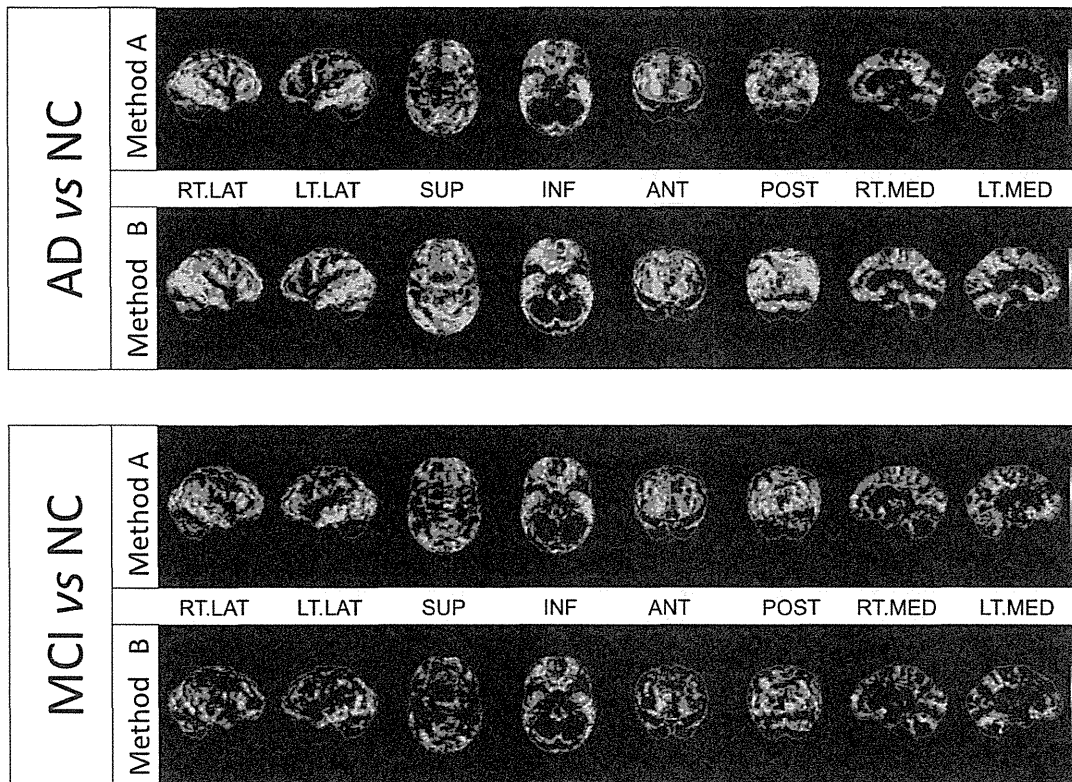 AD vs NC
Method A
RT.LAT LT.LAT SUP INF ANT POST RT.MED LT.MED
Method B
MCI vs NC
Method A
RT.LAT LT.LAT SUP INF ANT POST RT.MED LT.MED
Method B